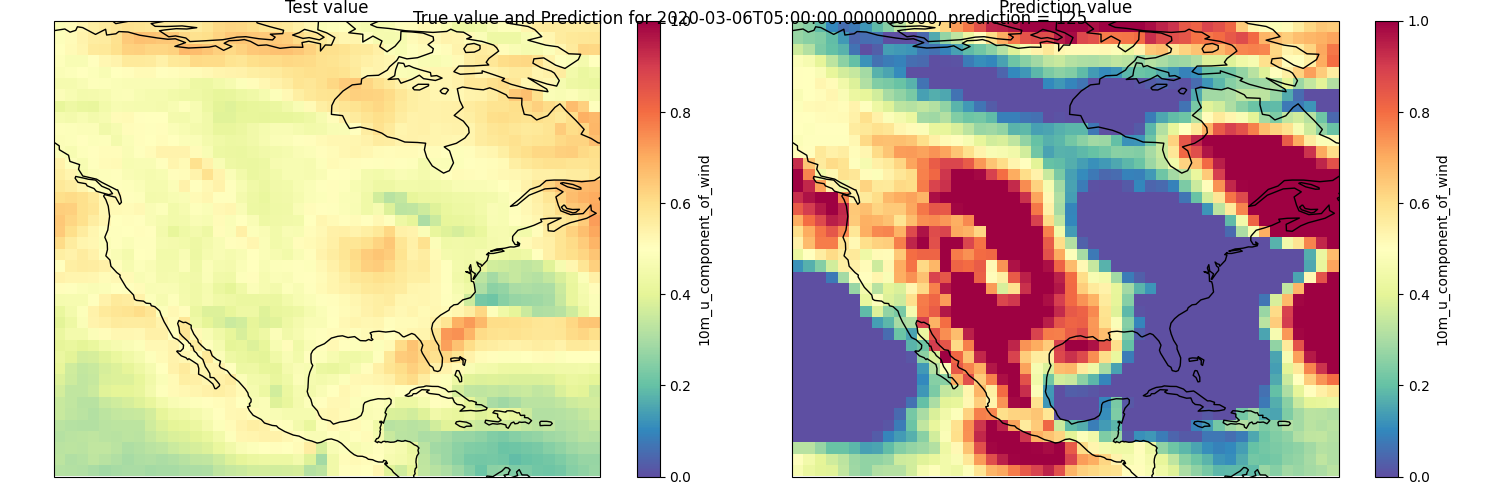 Test value
Prediction value
True value and Prediction for 2020-03-06T05:00:00.000000000, prediction = 125
1.0
0.8
0.6
0.4
0.2
0.0
10m_u_component_of_wind
1.0
0.8
0.6
0.4
0.2
0.0
10m_u_component_of_wind